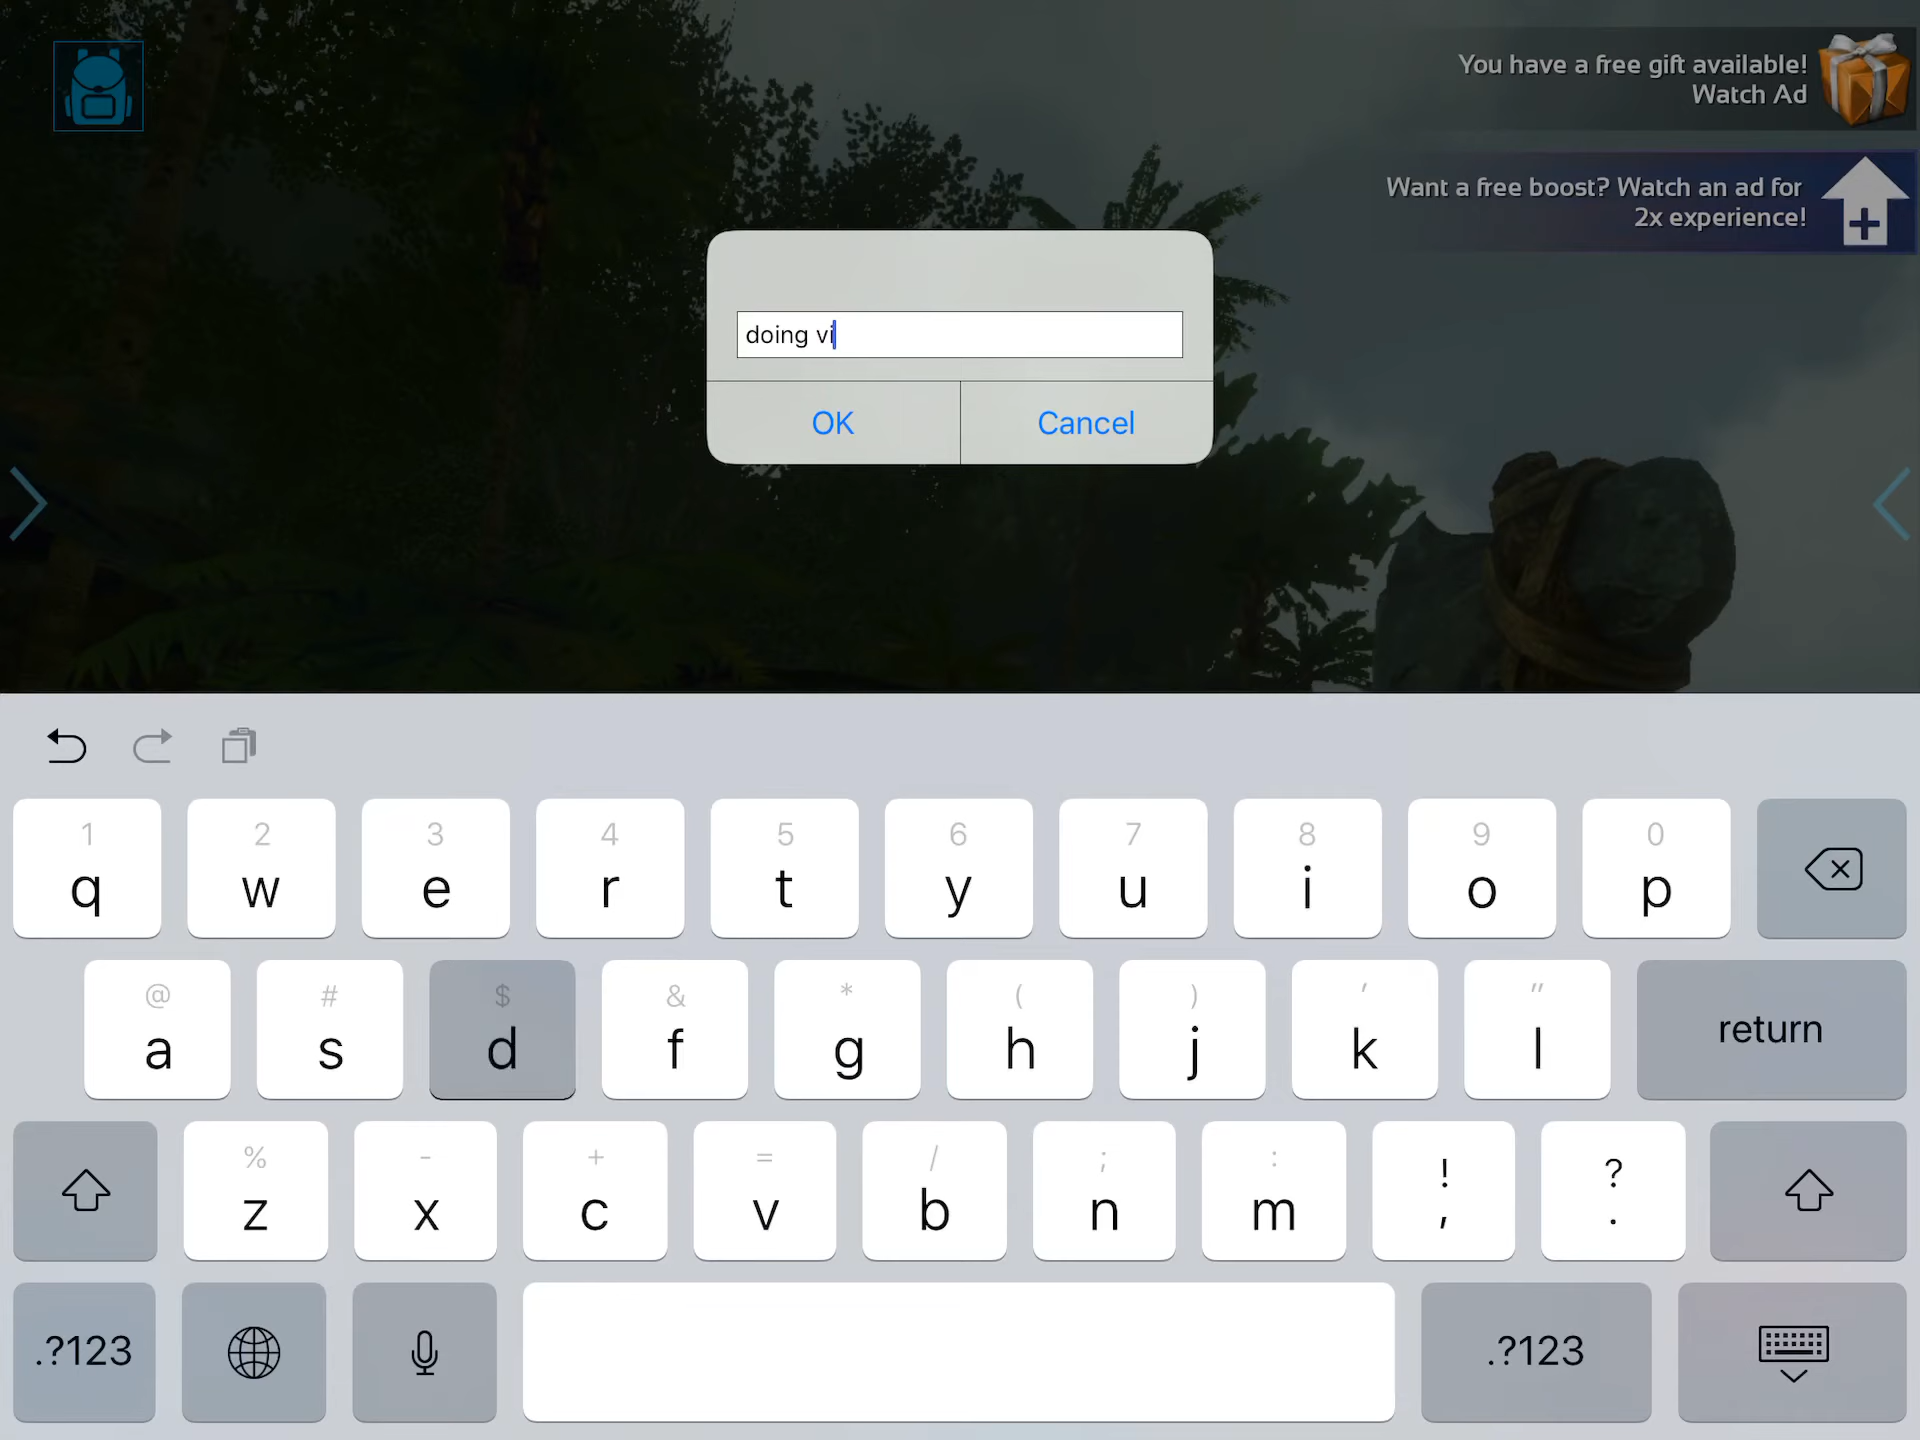 You have a free gift available!
Watch Ad
Want a free boost? Watch an ad for
2x experience!
doing vi
OK Cancel
1 2 3 4 5 6 7 8 9 0
q w e r t y u i o p
@ # $ & * ( ) ' "
a s d f g h j k l return
% - + = / ; : ! ?
z x c v b n m , .
.?123 .?123